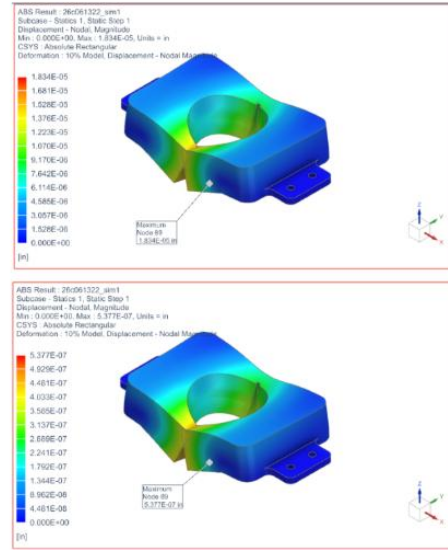 ABS Result : 26c061322_sim1
Subcase - Statics 1, Static Step 1
Displacement - Nodal, Magnitude
Min : 0.000E+00, Max : 1.834E-05, Units = in
CSYS : Absolute Rectangular
Deformation : 10% Model, Displacement - Nodal Magnitude
1.834E-05
1.681E-05
1.528E-05
1.376E-05
1.223E-05
1.070E-05
9.170E-06
7.642E-06
6.114E-06
4.585E-06
3.057E-06
1.528E-06
0.000E+00
[in]
Maximum
Node 89
1.834E-05 in
Z
Y
X
ABS Result : 26c061322_sim1
Subcase - Statics 1, Static Step 1
Displacement - Nodal, Magnitude
Min : 0.000E+00, Max : 5.377E-07, Units = in
CSYS : Absolute Rectangular
Deformation : 10% Model, Displacement - Nodal Magnitude
5.377E-07
4.929E-07
4.481E-07
4.033E-07
3.585E-07
3.137E-07
2.689E-07
2.241E-07
1.792E-07
1.344E-07
8.962E-08
4.481E-08
0.000E+00
[in]
Maximum
Node 89
5.377E-07 in
Z
Y
X